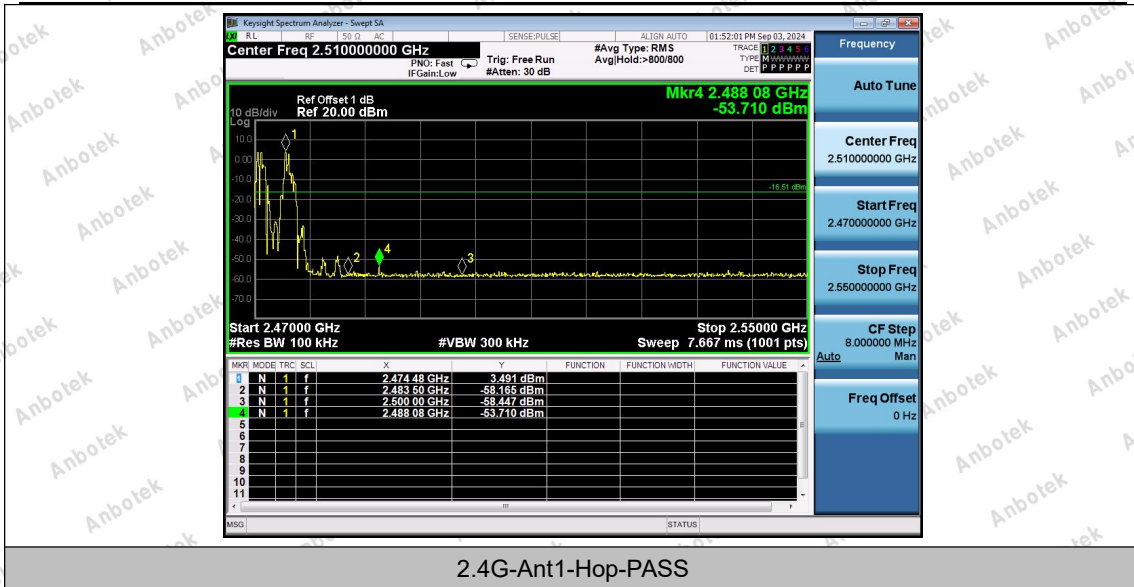 Keysight Spectrum Analyzer - Swept SA
RL RF 50 Ω AC SENSE:PULSE ALIGN AUTO 01:52:01 PM Sep 03, 2024
Center Freq 2.510000000 GHz
#Avg Type: RMS
TRACE 1 2 3 4 5 6
PNO: Fast
Trig: Free Run
Avg|Hold:>800/800
TYPE M WWWWW
IFGain:Low
#Atten: 30 dB
DET P P P P P P
Mkr4 2.488 08 GHz
-53.710 dBm
Ref Offset 1 dB
10 dB/div Ref 20.00 dBm
Log
10.0
0.00
-10.0
-20.0
-30.0
-40.0
-50.0
-60.0
-70.0
1
2
4
3
-16.51 dBm
Start 2.47000 GHz
Stop 2.55000 GHz
#Res BW 100 kHz
#VBW 300 kHz
Sweep 7.667 ms (1001 pts)
MKR MODE TRC SCL X Y FUNCTION FUNCTION WIDTH FUNCTION VALUE
1 N 1 f 2.474 48 GHz 3.491 dBm
2 N 1 f 2.483 50 GHz -58.165 dBm
3 N 1 f 2.500 00 GHz -58.447 dBm
4 N 1 f 2.488 08 GHz -53.710 dBm
5
6
7
8
9
10
11
MSG
STATUS
Frequency
Auto Tune
Center Freq
2.510000000 GHz
Start Freq
2.470000000 GHz
Stop Freq
2.550000000 GHz
CF Step
8.000000 MHz
Auto Man
Freq Offset
0 Hz
2.4G-Ant1-Hop-PASS